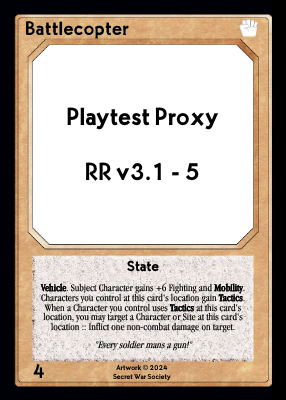 Battlecopter
Playtest Proxy
RR v3.1 - 5
State
Vehicle. Subject Character gains +6 Fighting and Mobility.
Characters you control at this card's location gain Tactics.
When a Character you control uses Tactics at this card's
location, you may target a Character or Site at this card's
location :: Inflict one non-combat damage on target.
"Every soldier mans a gun!"
4
Artwork © 2024
Secret War Society